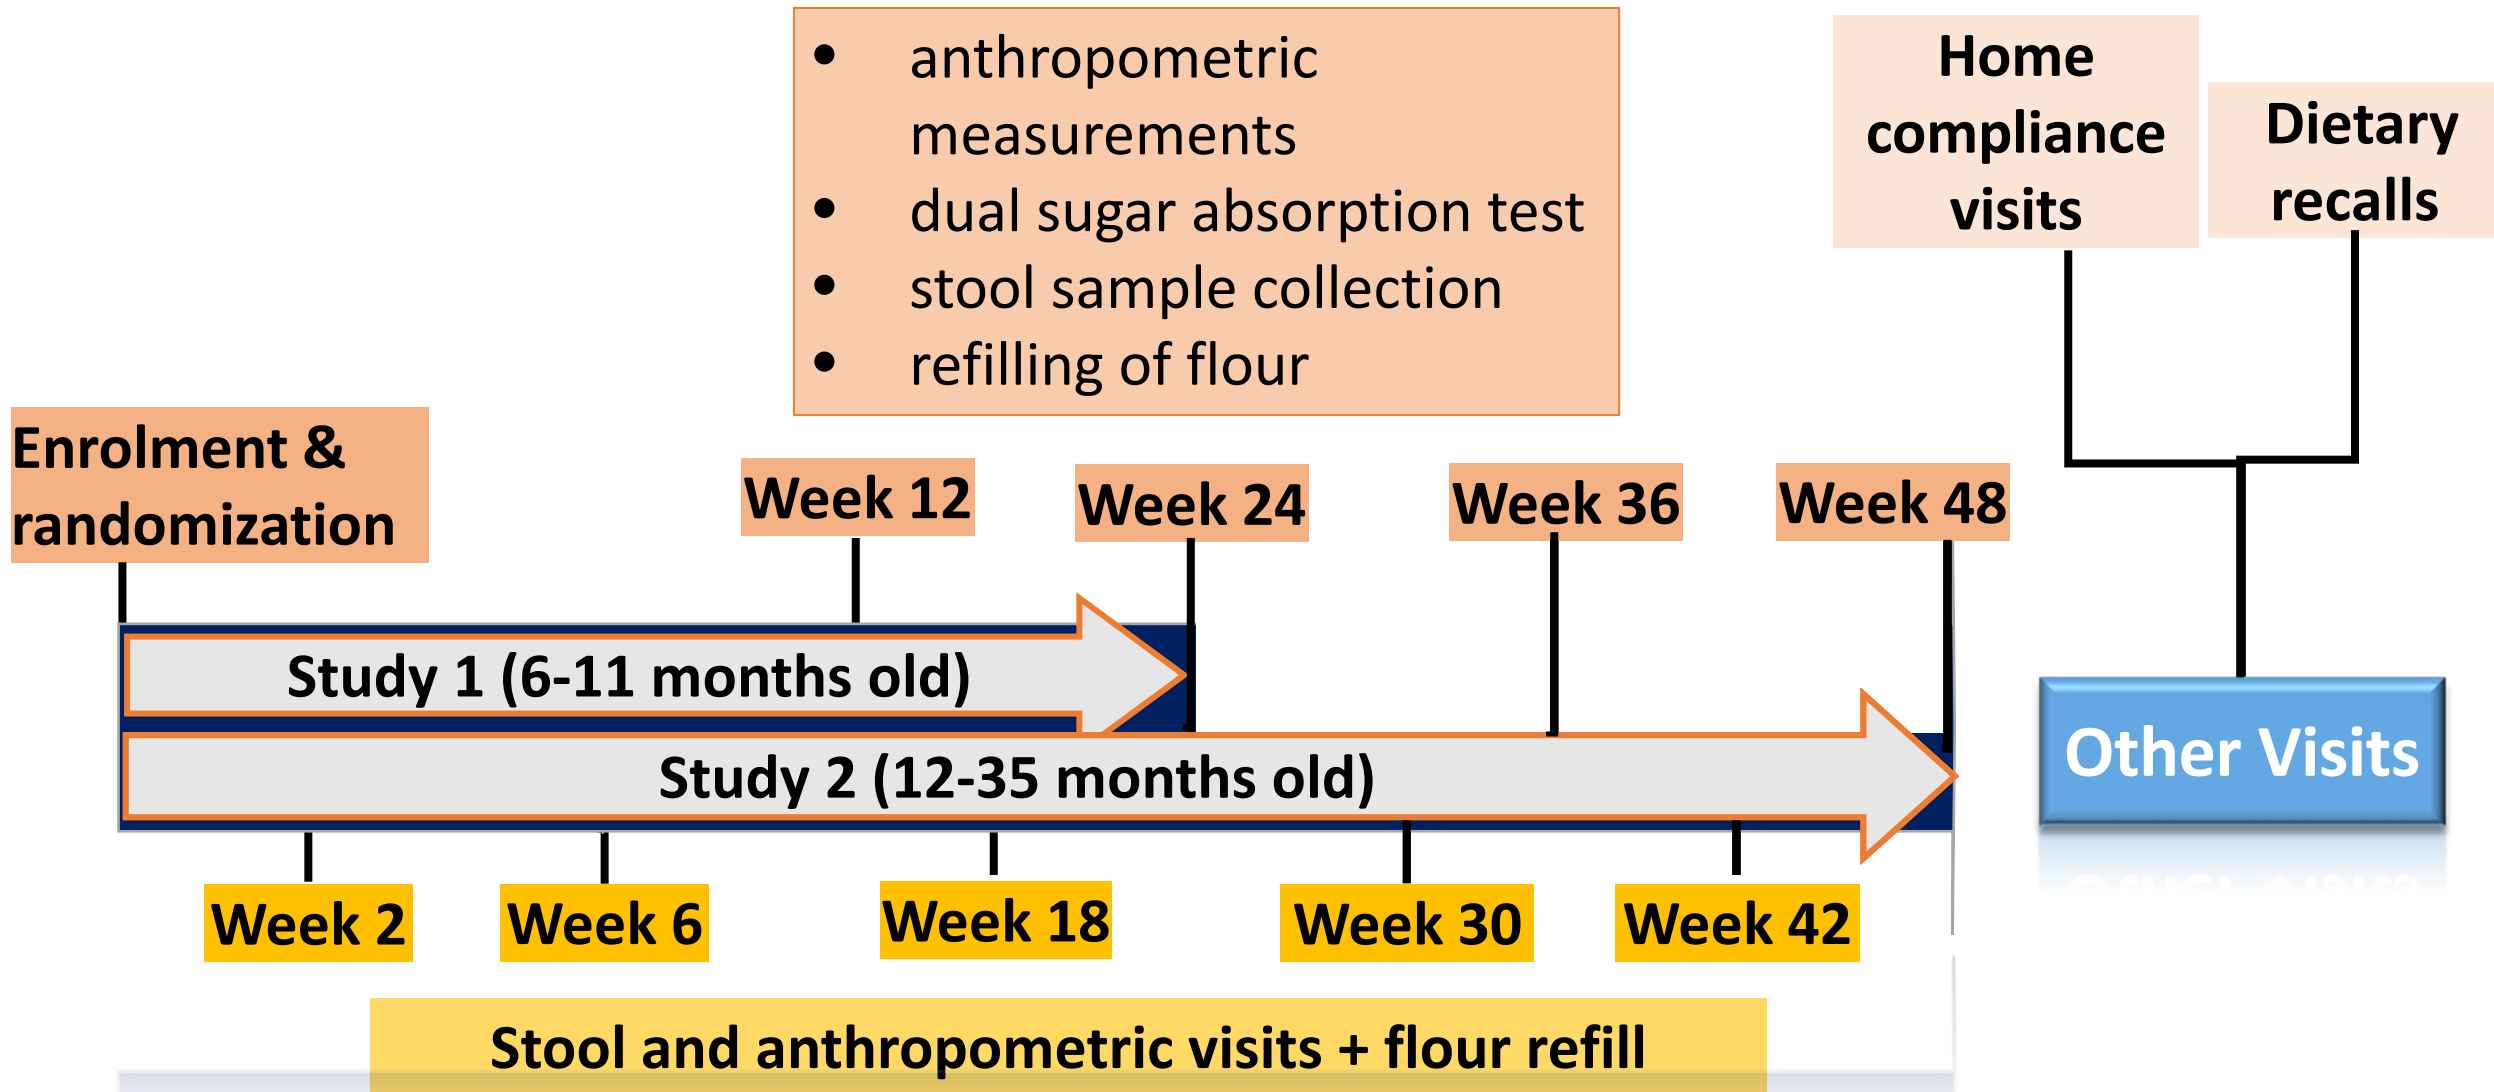 • anthropometric
measurements
• dual sugar absorption test
• stool sample collection
• refilling of flour
Home
compliance
visits
Dietary
recalls
Enrolment &
randomization
Week 12
Week 24
Week 36
Week 48
Study 1 (6-11 months old)
Study 2 (12-35 months old)
Other Visits
Week 2
Week 6
Week 18
Week 30
Week 42
Stool and anthropometric visits + flour refill